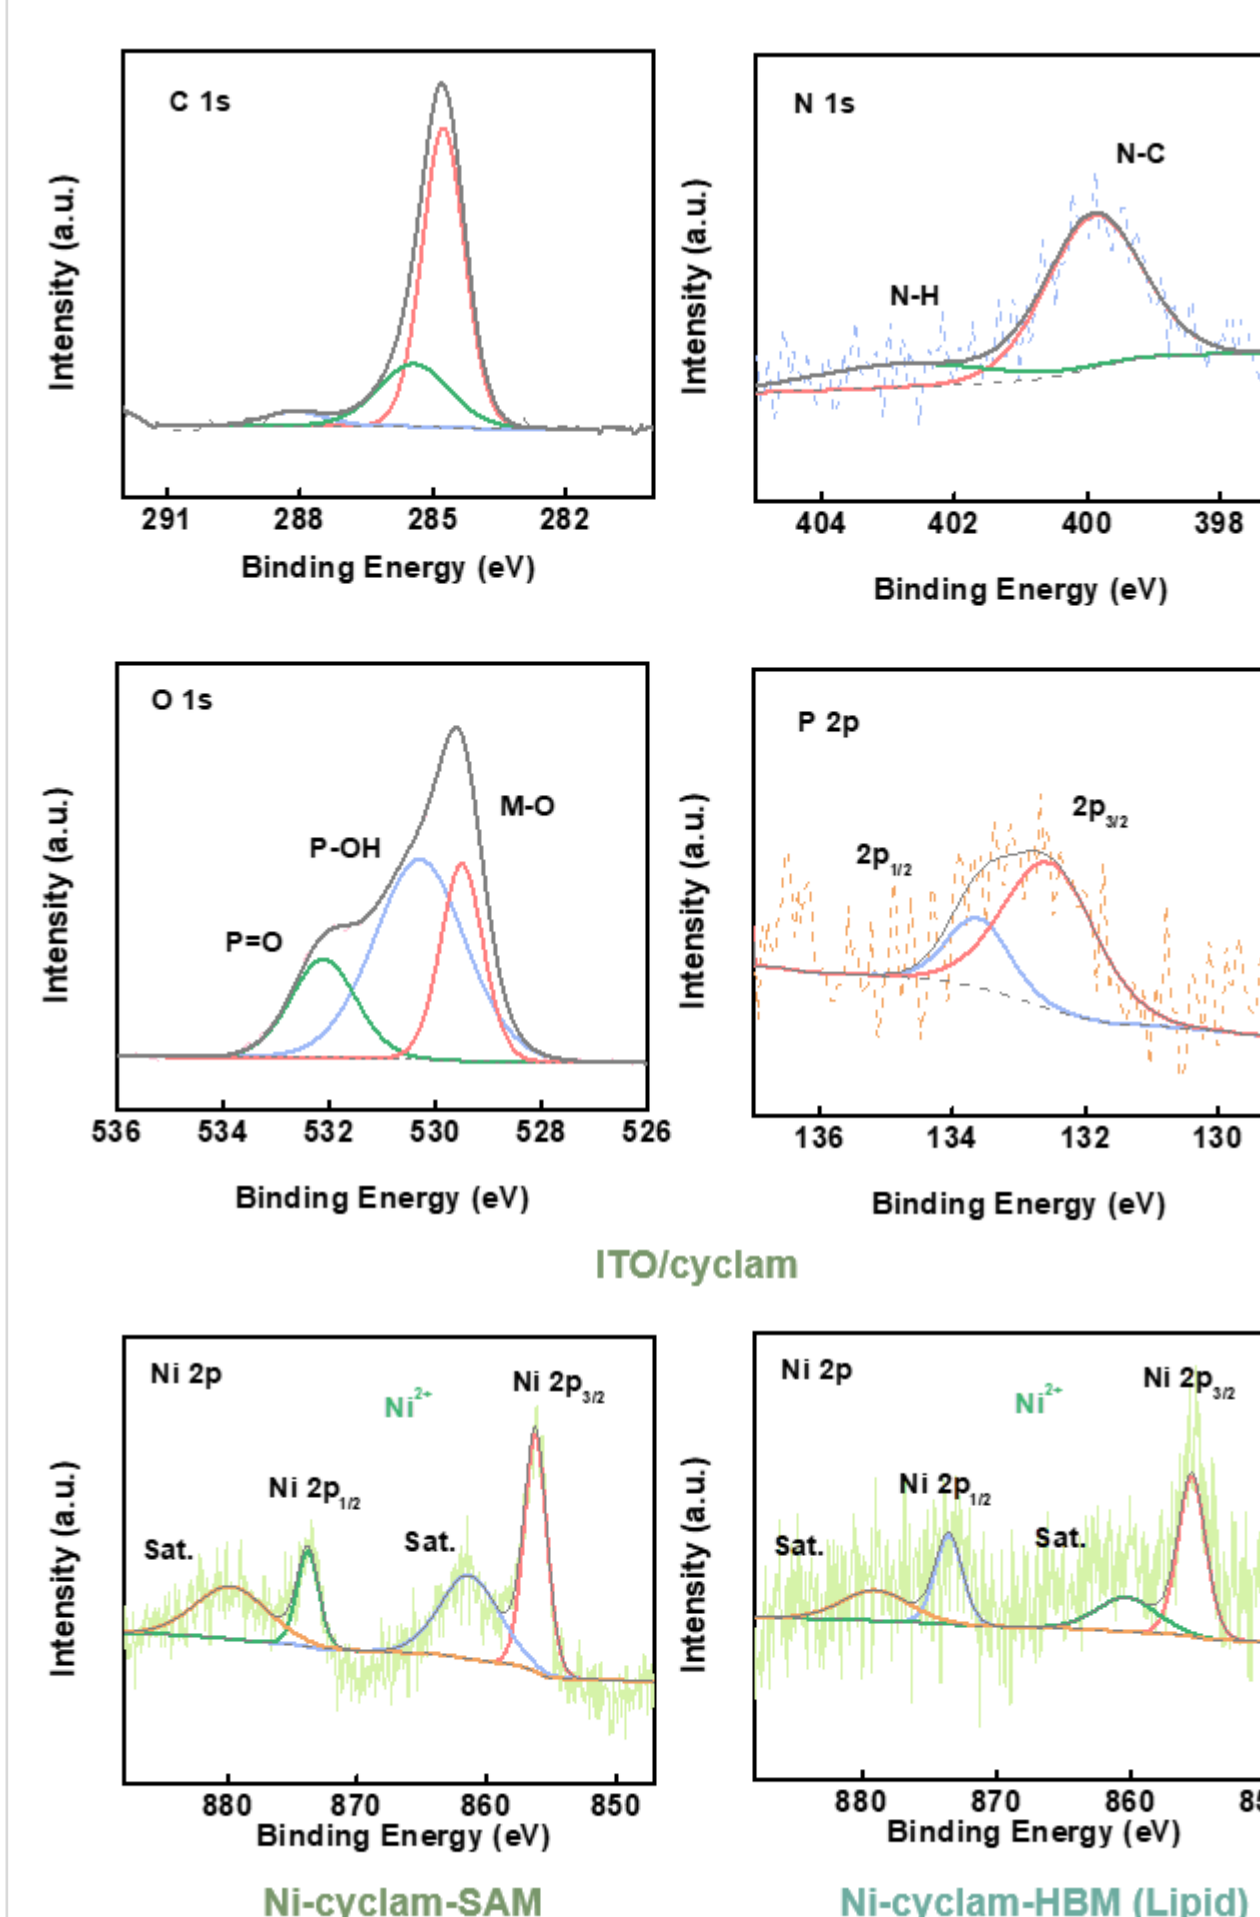 C 1s
Intensity (a.u.)
291 288 285 282
Binding Energy (eV)
N 1s
N-C
N-H
Intensity (a.u.)
404 402 400 398
Binding Energy (eV)
O 1s
M-O
P-OH
P=O
Intensity (a.u.)
536 534 532 530 528 526
Binding Energy (eV)
P 2p
2p3/2
2p1/2
Intensity (a.u.)
136 134 132 130
Binding Energy (eV)
ITO/cyclam
Ni 2p
Ni 2p3/2
Ni2+
Ni 2p1/2
Sat.
Sat.
Intensity (a.u.)
880 870 860 850
Binding Energy (eV)
Ni-cyclam-SAM
Ni 2p
Ni 2p3/2
Ni2+
Ni 2p1/2
Sat.
Sat.
Intensity (a.u.)
880 870 860
Binding Energy (eV)
Ni-cyclam-HBM (Lipid)